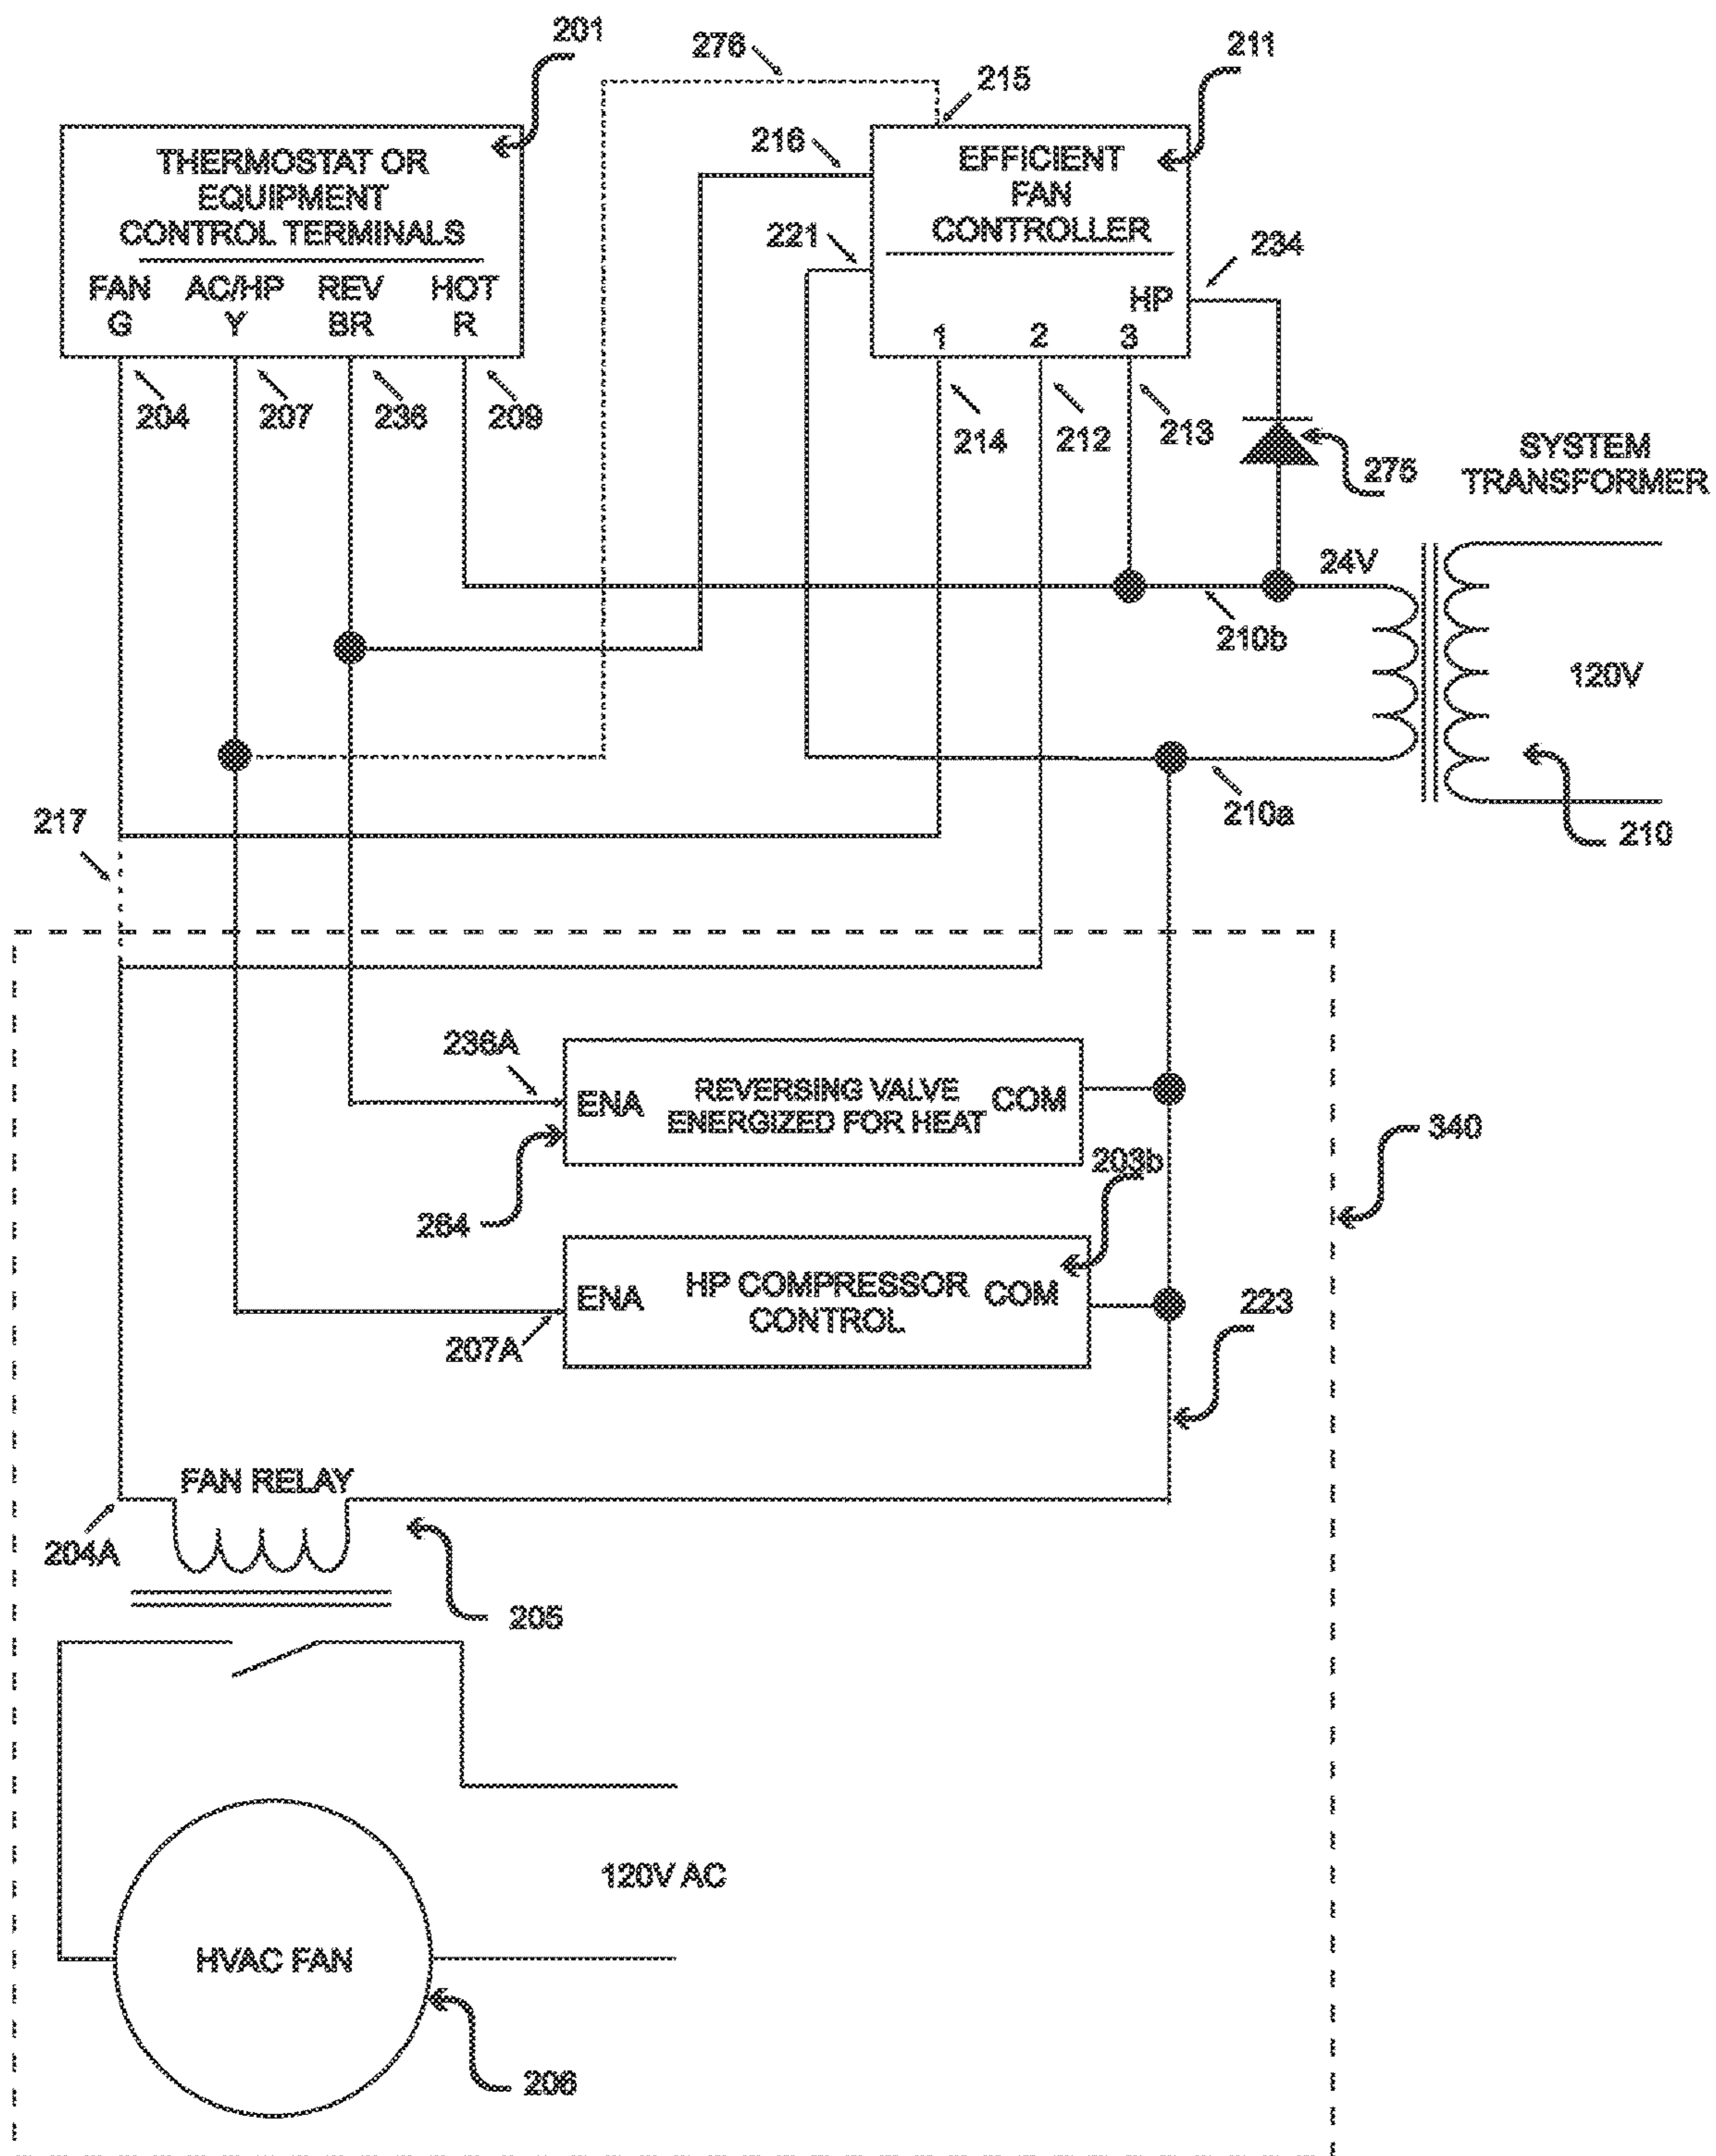 201
276
211
215
THERMOSTAT OR
EQUIPMENT
CONTROL TERMINALS
FAN AC/HP REV HOT
G Y BR R
216
EFFICIENT
FAN
CONTROLLER
221
234
HP
1 2 3
204 207 236 209
214 212 213
275
SYSTEM
TRANSFORMER
24V
210b
120V
210a
210
217
236A
ENA REVERSING VALVE COM
ENERGIZED FOR HEAT
340
203b
264
ENA HP COMPRESSOR COM
CONTROL
223
207A
FAN RELAY
204A
205
120V AC
HVAC FAN
206